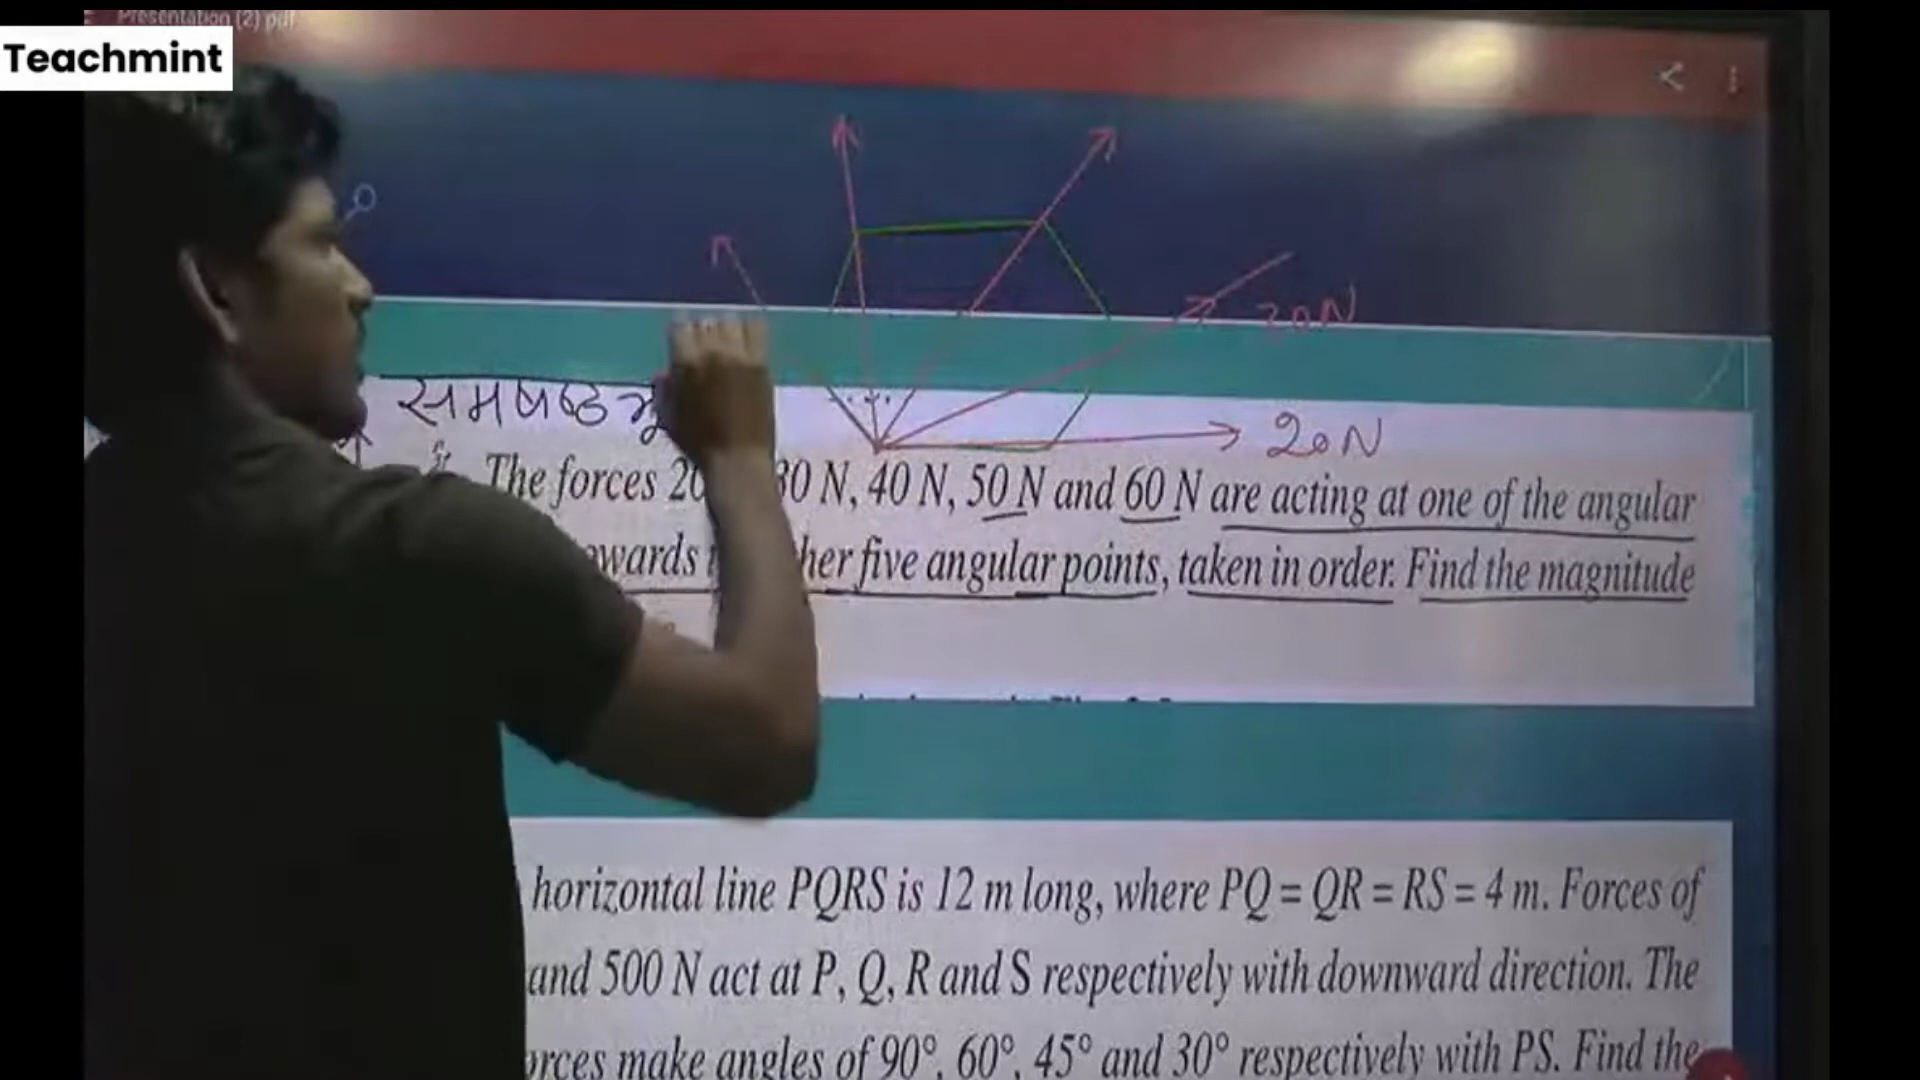 Presentation (2) pdf
Teachmint
30N
समषष्ठभू
20N
The forces 20 30 N, 40 N, 50 N and 60 N are acting at one of the angular
her five angular points, taken in order. Find the magnitude
horizontal line PQRS is 12 m long, where PQ = QR = RS = 4 m. Forces of
and 500 N act at P, Q, R and S respectively with downward direction. The
orces make angles of 90°, 60°, 45° and 30° respectively with PS. Find the